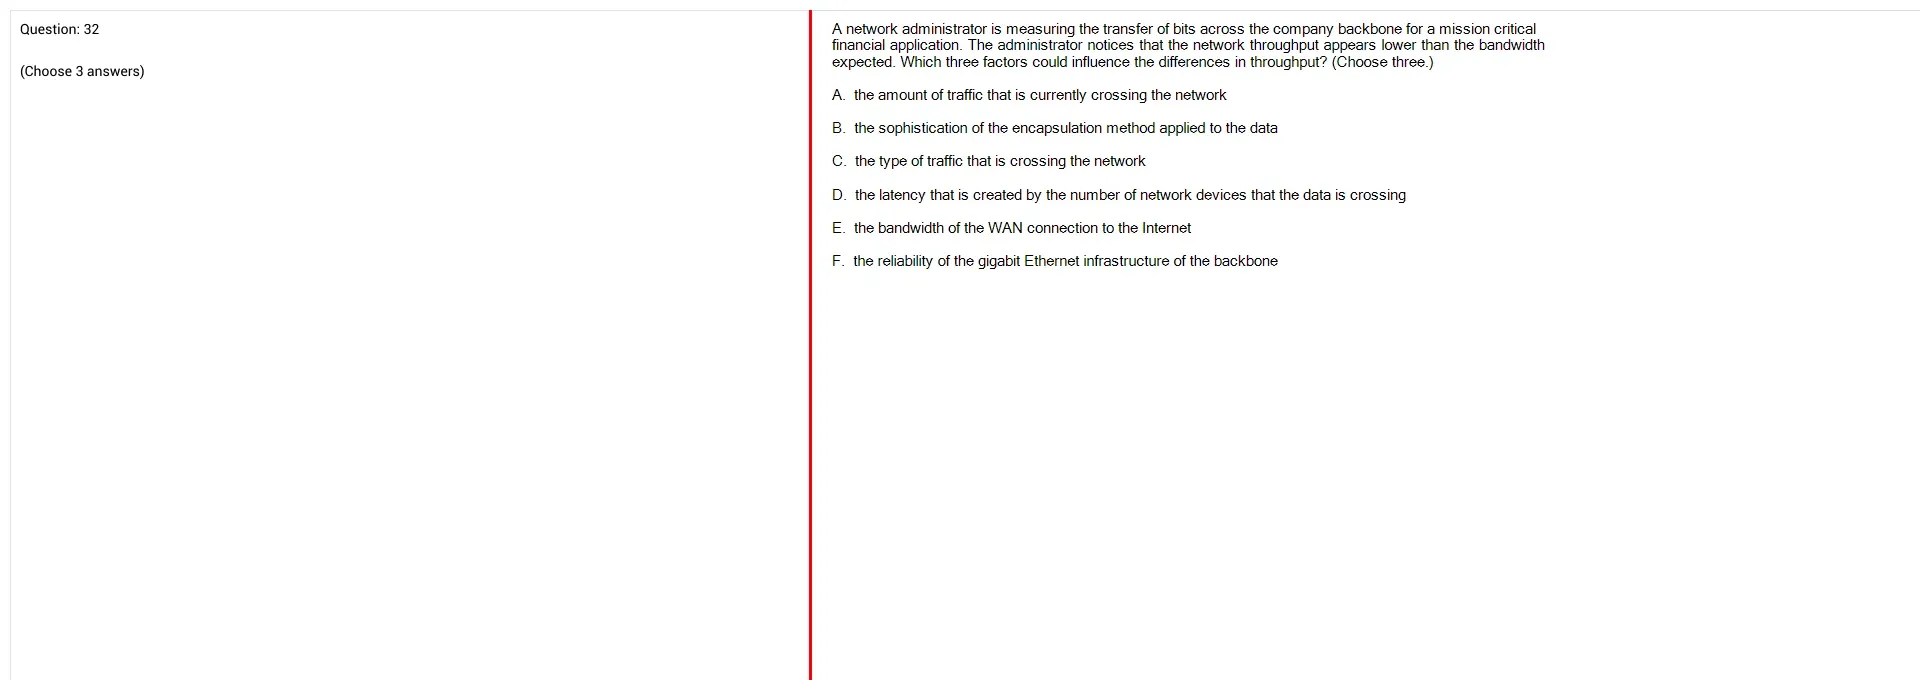 Question: 32
(Choose 3 answers)
A network administrator is measuring the transfer of bits across the company backbone for a mission critical
financial application. The administrator notices that the network throughput appears lower than the bandwidth
expected. Which three factors could influence the differences in throughput? (Choose three.)
A. the amount of traffic that is currently crossing the network
B. the sophistication of the encapsulation method applied to the data
C. the type of traffic that is crossing the network
D. the latency that is created by the number of network devices that the data is crossing
E. the bandwidth of the WAN connection to the Internet
F. the reliability of the gigabit Ethernet infrastructure of the backbone